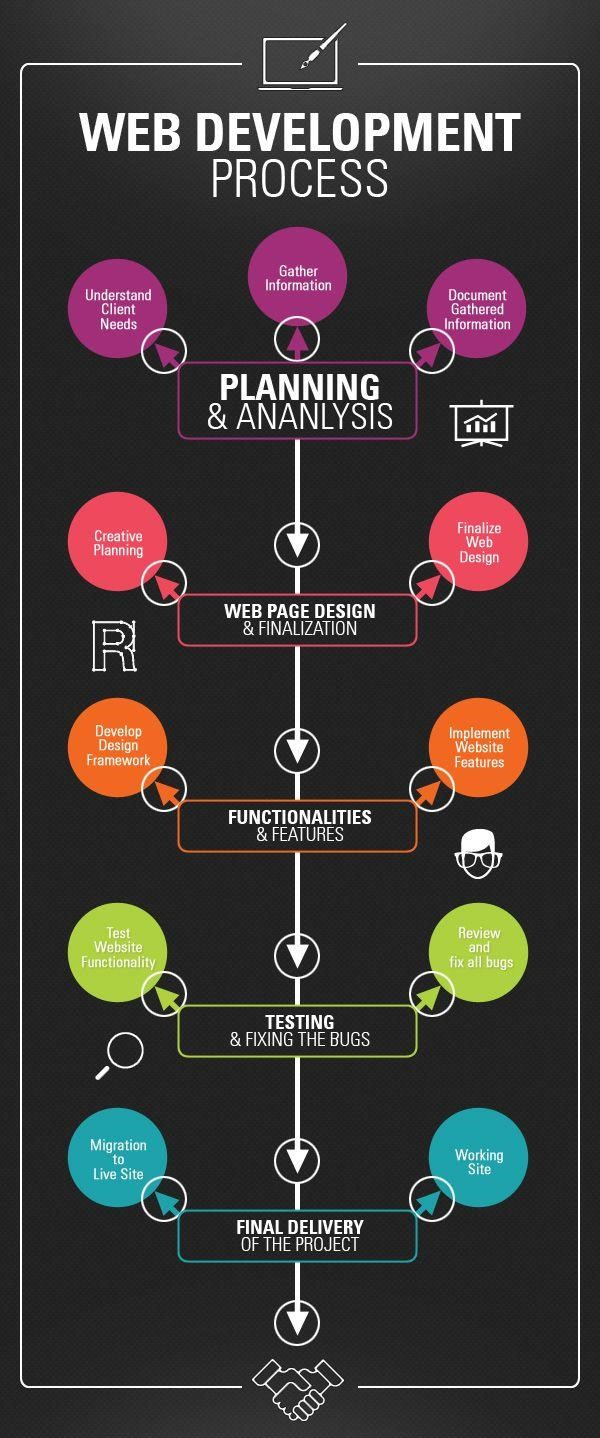 WEB DEVELOPMENT
PROCESS
Understand
Client
Needs
Gather
Information
Document
Gathered
Information
PLANNING
& ANANLYSIS
Creative
Planning
Finalize
Web
Design
WEB PAGE DESIGN
& FINALIZATION
R
Develop
Design
Framework
Implement
Website
Features
FUNCTIONALITIES
& FEATURES
Test
Website
Functionality
Review
and
fix all bugs
TESTING
& FIXING THE BUGS
Migration
to
Live Site
Working
Site
FINAL DELIVERY
OF THE PROJECT